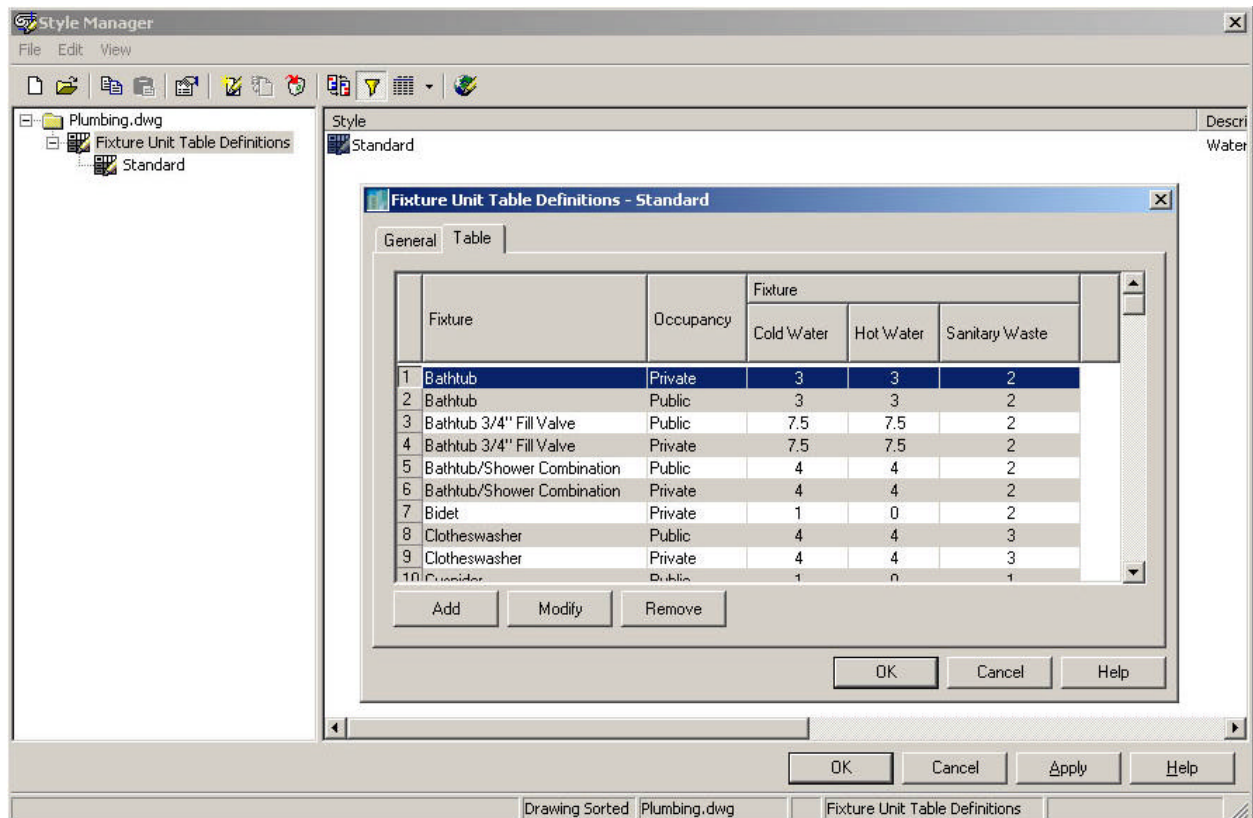 Style Manager
File Edit View
Plumbing.dwg
Fixture Unit Table Definitions
Standard
Style Descri
Standard Water
Fixture Unit Table Definitions - Standard
General Table
Fixture Occupancy Fixture
Cold Water Hot Water Sanitary Waste
1 Bathtub Private 3 3 2
2 Bathtub Public 3 3 2
3 Bathtub 3/4" Fill Valve Public 7.5 7.5 2
4 Bathtub 3/4" Fill Valve Private 7.5 7.5 2
5 Bathtub/Shower Combination Public 4 4 2
6 Bathtub/Shower Combination Private 4 4 2
7 Bidet Private 1 0 2
8 Clotheswasher Public 4 4 3
9 Clotheswasher Private 4 4 3
10 Cuspidor Public 1 0 1
Add Modify Remove
OK Cancel Help
OK Cancel Apply Help
Drawing Sorted Plumbing.dwg Fixture Unit Table Definitions